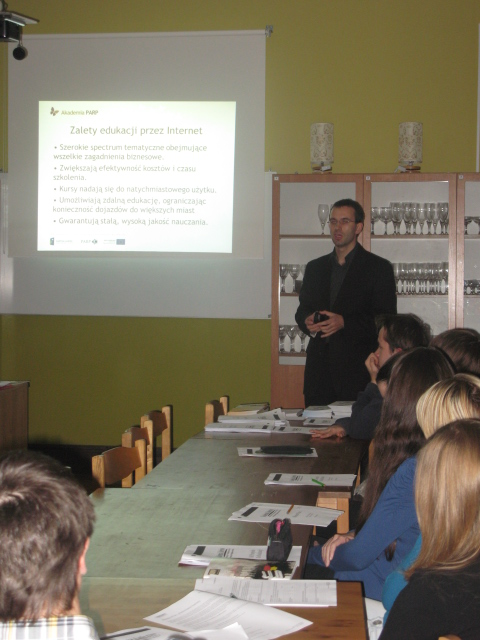 Akademia PARP
Zalety edukacji przez Internet
• Szerokie spektrum tematyczne obejmujące
wszelkie zagadnienia biznesowe.
• Zwiększają efektywność kosztów i czasu
szkolenia.
• Kursy nadają się do natychmiastowego użytku.
• Umożliwiają zdalną edukację, ograniczając
konieczność dojazdów do większych miast
• Gwarantują stałą, wysoką jakość nauczania.